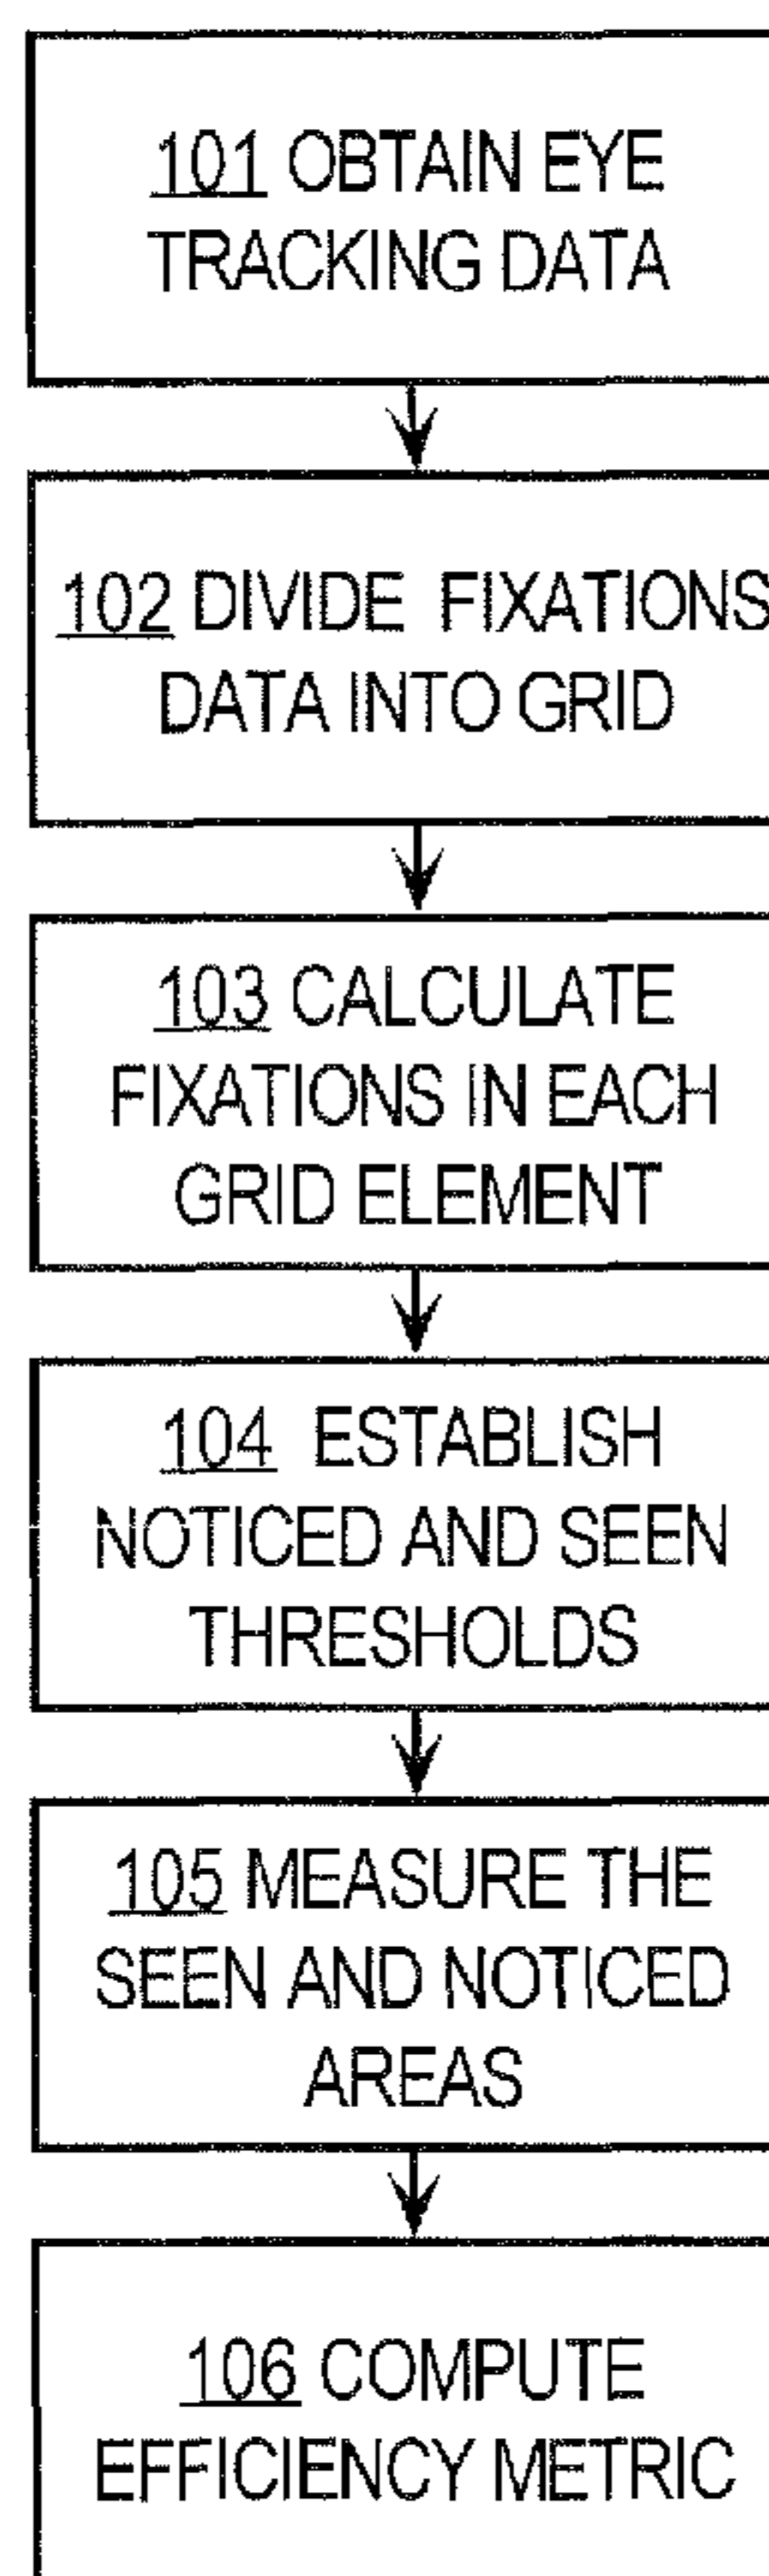 101 OBTAIN EYE
TRACKING DATA
102 DIVIDE FIXATIONS
DATA INTO GRID
103 CALCULATE
FIXATIONS IN EACH
GRID ELEMENT
104 ESTABLISH
NOTICED AND SEEN
THRESHOLDS
105 MEASURE THE
SEEN AND NOTICED
AREAS
106 COMPUTE
EFFICIENCY METRIC